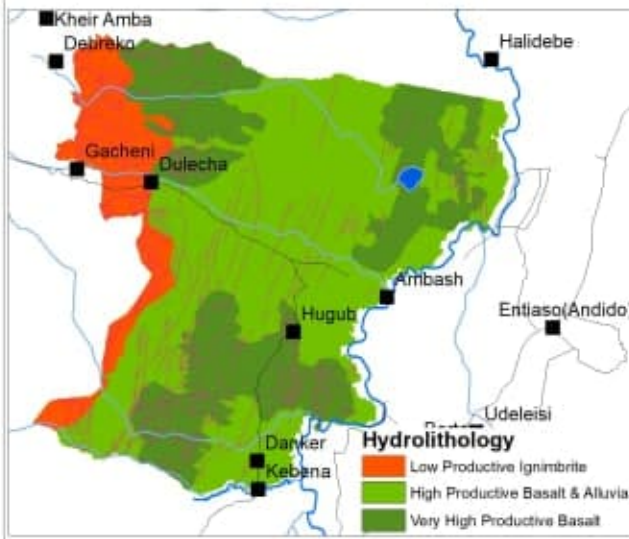 Kheir Amba
Debreko
Halidebe
Gacheni
Dulecha
Ambash
Hugub
Entiaso(Andido)
Udeleisi
Danker
Kebena
Hydrolithology
Low Productive Ignimbrite
High Productive Basalt & Alluvia
Very High Productive Basalt